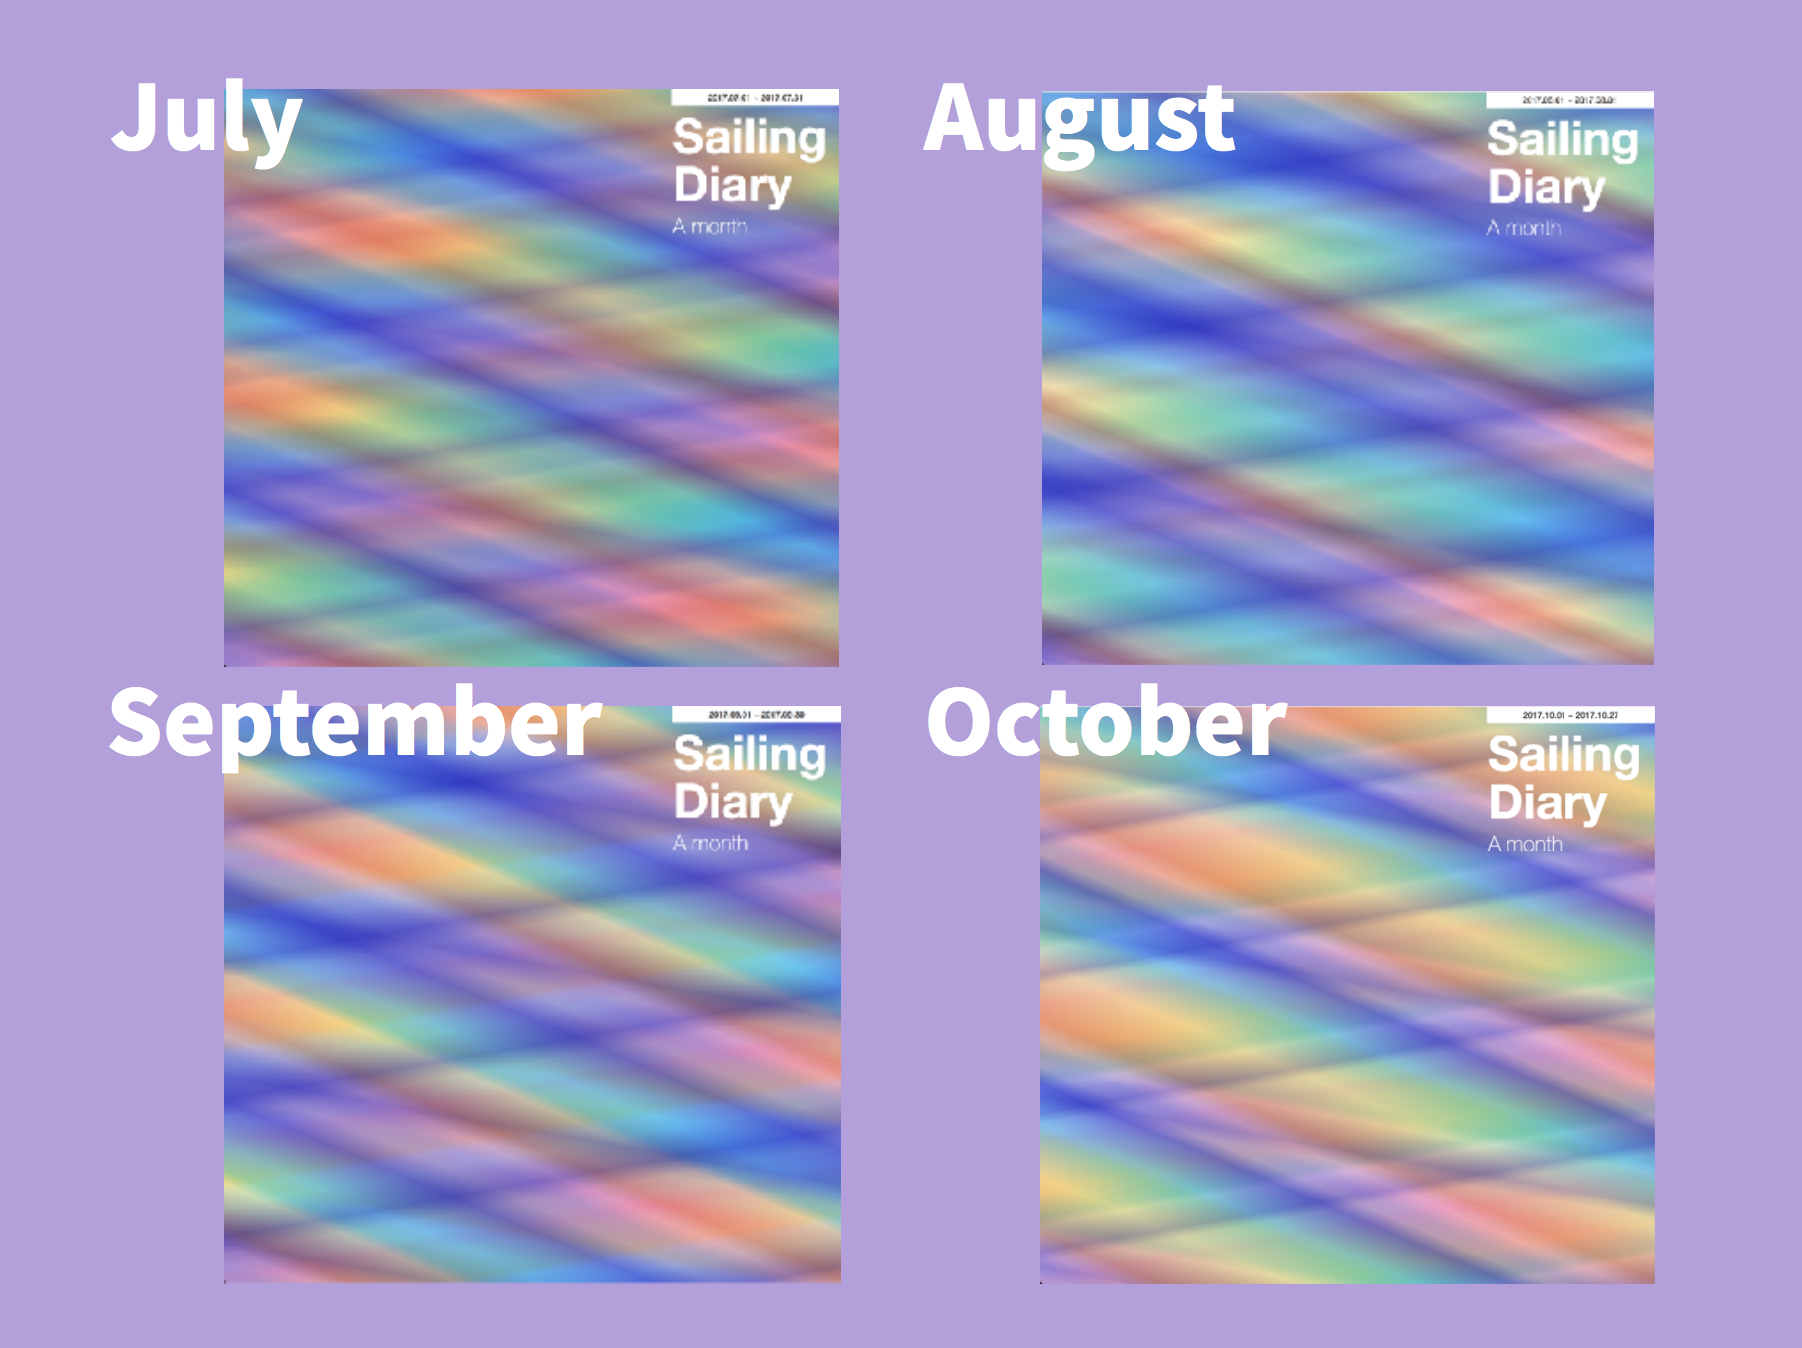 July
2017.07.01 ~ 2017.07.31
Sailing
Diary
A month
August
2017.08.01 ~ 2017.08.31
Sailing
Diary
A month
September
2017.09.01 ~ 2017.09.30
Sailing
Diary
A month
October
2017.10.01 ~ 2017.10.27
Sailing
Diary
A month